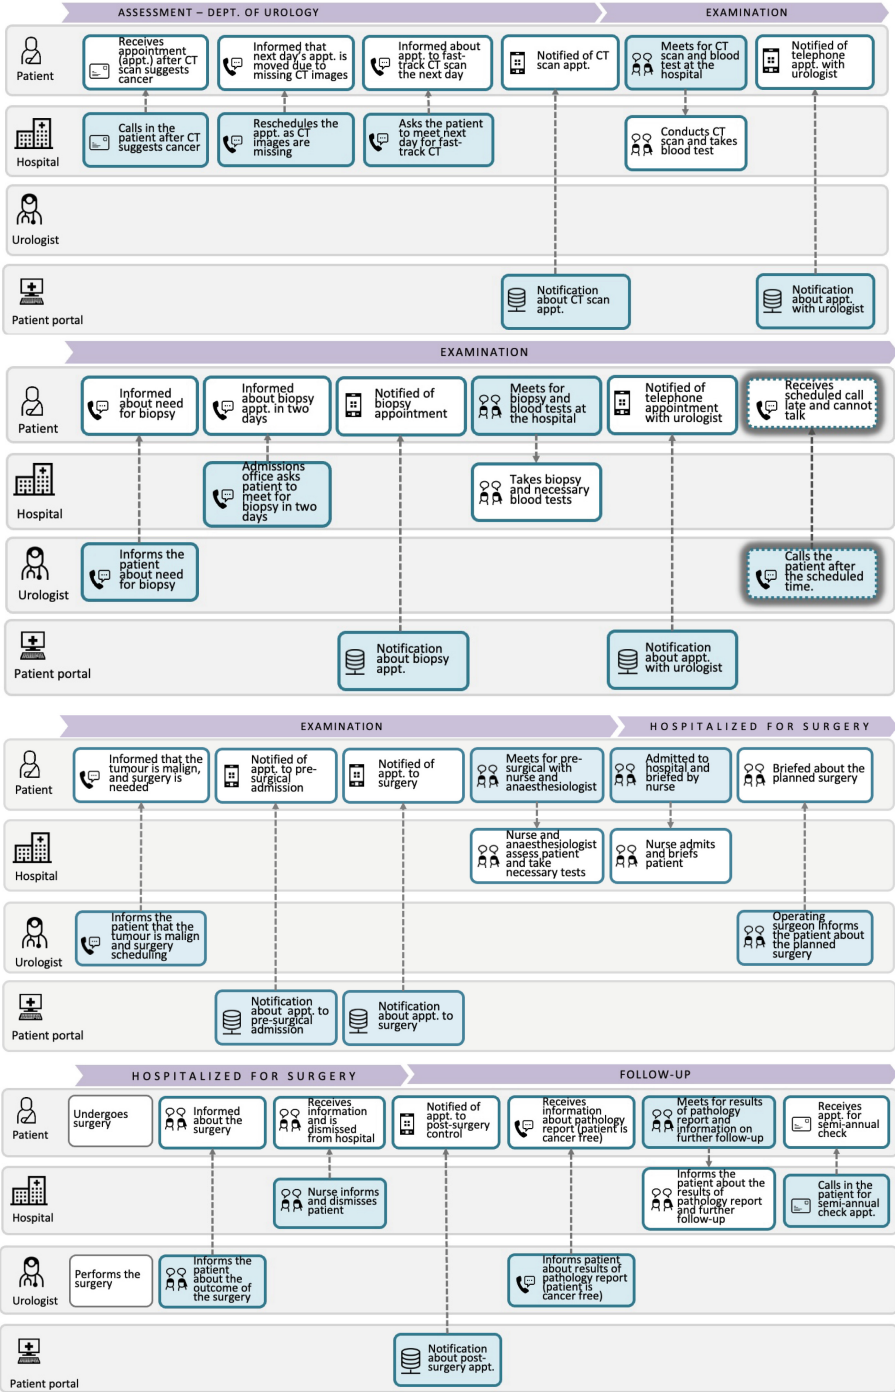 ASSESSMENT – DEPT. OF UROLOGY
EXAMINATION
Patient
Receives
appointment
(appt.) after CT
scan suggests
cancer
Informed that
next day's appt. is
moved due to
missing CT images
Informed about
appt. to fast-
track CT scan
the next day
Notified of CT
scan appt.
Meets for CT
scan and blood
test at the
hospital
Notified of
telephone
appt. with
urologist
Hospital
Calls in the
patient after CT
suggests cancer
Reschedules the
appt. as CT
images are
missing
Asks the patient
to meet next
day for fast-
track CT
Conducts CT
scan and takes
blood test
Urologist
Patient portal
Notification
about CT scan
appt.
Notification
about appt.
with urologist
EXAMINATION
Patient
Informed
about need
for biopsy
Informed
about biopsy
appt. in two
days
Notified of
biopsy
appointment
Meets for
biopsy and
blood tests at
the hospital
Notified of
telephone
appointment
with urologist
Receives
scheduled call
late and cannot
talk
Hospital
Admissions
office asks
patient to
meet for
biopsy in two
days
Takes biopsy
and necessary
blood tests
Urologist
Informs the
patient
about need
for biopsy
Calls the
patient after
the scheduled
time.
Patient portal
Notification
about biopsy
appt.
Notification
about appt.
with urologist
EXAMINATION
HOSPITALIZED FOR SURGERY
Patient
Informed that the
tumour is malign,
and surgery is
needed
Notified of
appt. to pre-
surgical
admission
Notified of
appt. to
surgery
Meets for pre-
surgical with
nurse and
anaesthesiologist
Admitted to
hospital and
briefed by
nurse
Briefed about the
planned surgery
Hospital
Nurse and
anaesthesiologist
assess patient
and take
necessary tests
Nurse admits
and briefs
patient
Urologist
Informs the
patient that the
tumour is malign
and surgery
scheduling
Operating
surgeon informs
the patient about
the planned
surgery
Patient portal
Notification
about appt. to
pre-surgical
admission
Notification
about appt. to
surgery
HOSPITALIZED FOR SURGERY
FOLLOW-UP
Patient
Undergoes
surgery
Informed
about the
surgery
Receives
information
and is
dismissed
from hospital
Notified of
appt. to
post-surgery
control
Receives
information
about pathology
report (patient is
cancer free)
Meets for results
of pathology
report and
information on
further follow-up
Receives
appt. for
semi-annual
check
Hospital
Nurse informs
and dismisses
patient
Informs the
patient about the
results of
pathology report
and further
follow-up
Calls in the
patient for
semi-annual
check appt.
Urologist
Performs the
surgery
Informs the
patient
about the
outcome of
the surgery
Informs patient
about results of
pathology report
(patient is
cancer free)
Patient portal
Notification
about post-
surgery appt.